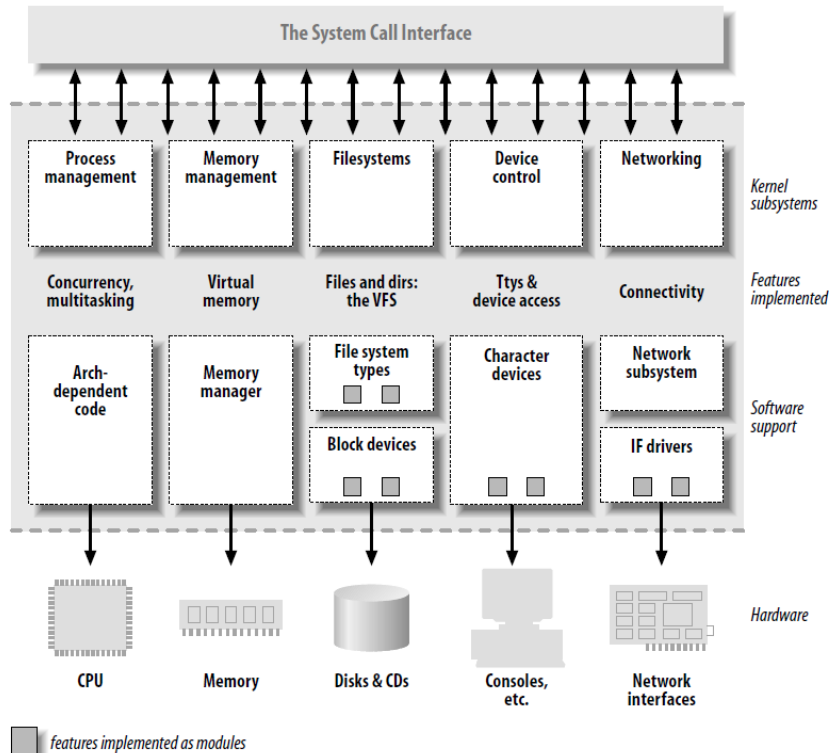 The System Call Interface
Process
management
Memory
management
Filesystems
Device
control
Networking
Kernel
subsystems
Concurrency,
multitasking
Virtual
memory
Files and dirs:
the VFS
Ttys &
device access
Connectivity
Features
implemented
Arch-
dependent
code
Memory
manager
File system
types
Block devices
Character
devices
Network
subsystem
IF drivers
Software
support
Hardware
CPU
Memory
Disks & CDs
Consoles,
etc.
Network
interfaces
features implemented as modules